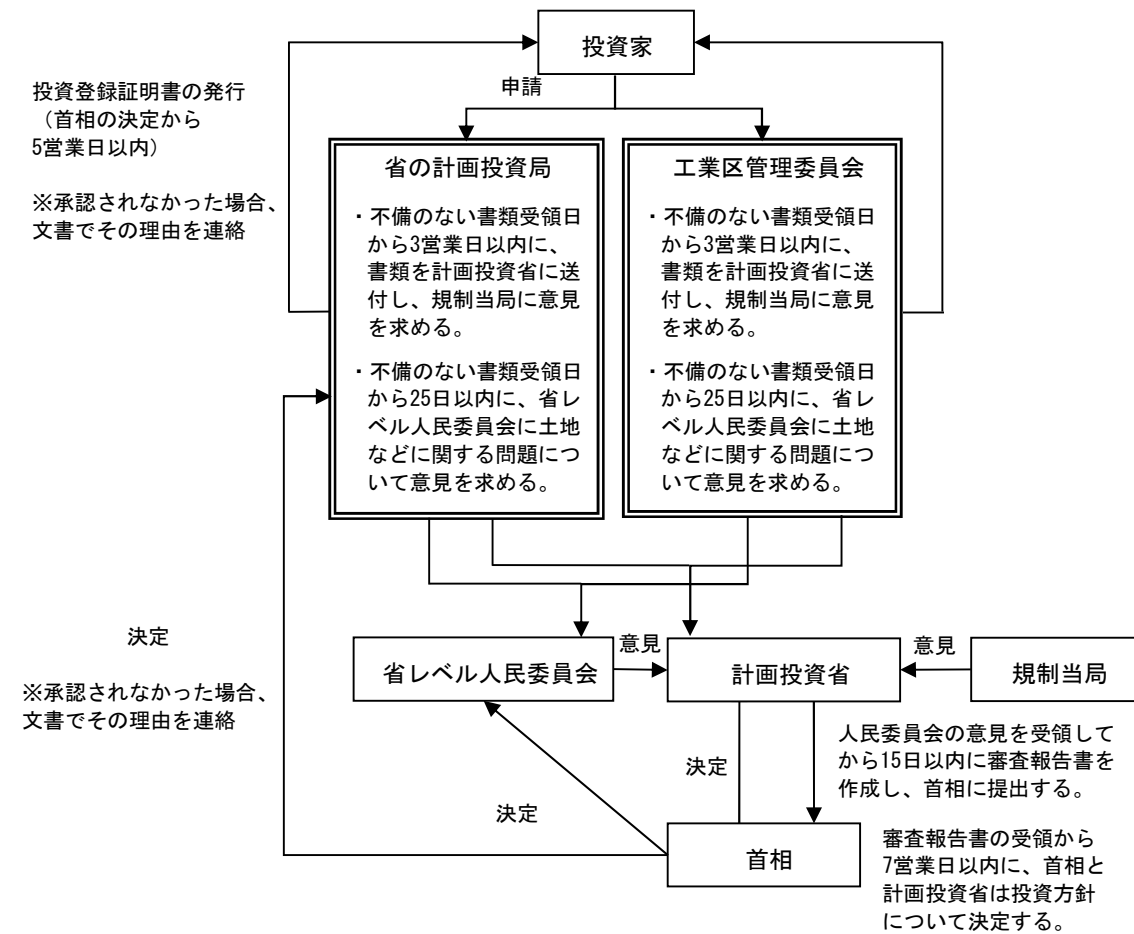 投資家
申請
投資登録証明書の発行
（首相の決定から
5営業日以内）
※承認されなかった場合、
文書でその理由を連絡
省の計画投資局
・不備のない書類受領日
から3営業日以内に、
書類を計画投資省に送
付し、規制当局に意見
を求める。
・不備のない書類受領日
から25日以内に、省レ
ベル人民委員会に土地
などに関する問題につ
いて意見を求める。
工業区管理委員会
・不備のない書類受領日
から3営業日以内に、
書類を計画投資省に送
付し、規制当局に意見
を求める。
・不備のない書類受領日
から25日以内に、省レ
ベル人民委員会に土地
などに関する問題につ
いて意見を求める。
決定
※承認されなかった場合、
文書でその理由を連絡
省レベル人民委員会
意見
計画投資省
意見
規制当局
人民委員会の意見を受領して
から15日以内に審査報告書を
作成し、首相に提出する。
決定
決定
首相
審査報告書の受領から
7営業日以内に、首相と
計画投資省は投資方針
について決定する。